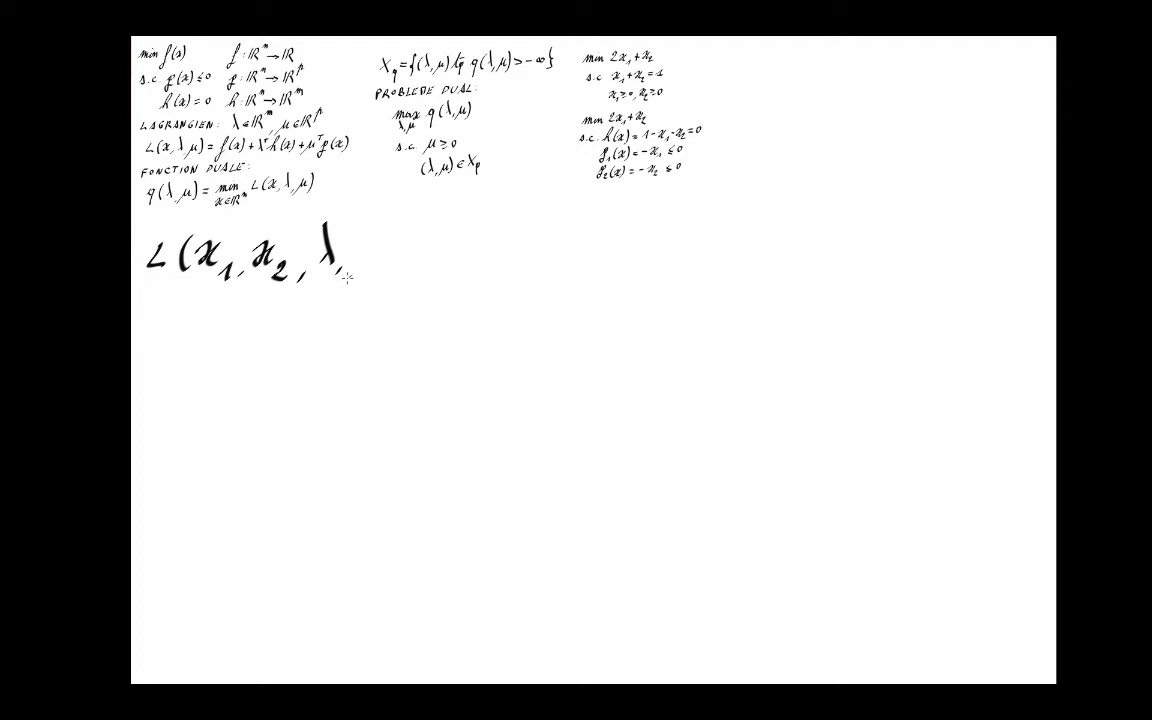 min f(x) f: ℝⁿ→ℝ
s.c. g(x) ≤ 0 g: ℝⁿ→ℝᵖ
h(x) = 0 h: ℝⁿ→ℝᵐ
LAGRANGIEN: λ∈ℝᵐ, μ∈ℝᵖ
L(x, λ, μ) = f(x) + λᵀh(x) + μᵀg(x)
FONCTION DUALE:
q(λ, μ) = min L(x, λ, μ)
x∈ℝⁿ
X_q = {(λ, μ) tq q(λ, μ) > -∞}
PROBLEME DUAL:
max q(λ, μ)
λ, μ
s.c. μ ≥ 0
(λ, μ) ∈ X_q
min 2x₁ + x₂
s.c. x₁ + x₂ = 1
x₁ ≥ 0, x₂ ≥ 0
min 2x₁ + x₂
s.c. h(x) = 1 - x₁ - x₂ = 0
g₁(x) = -x₁ ≤ 0
g₂(x) = -x₂ ≤ 0
L(x₁, x₂, λ,